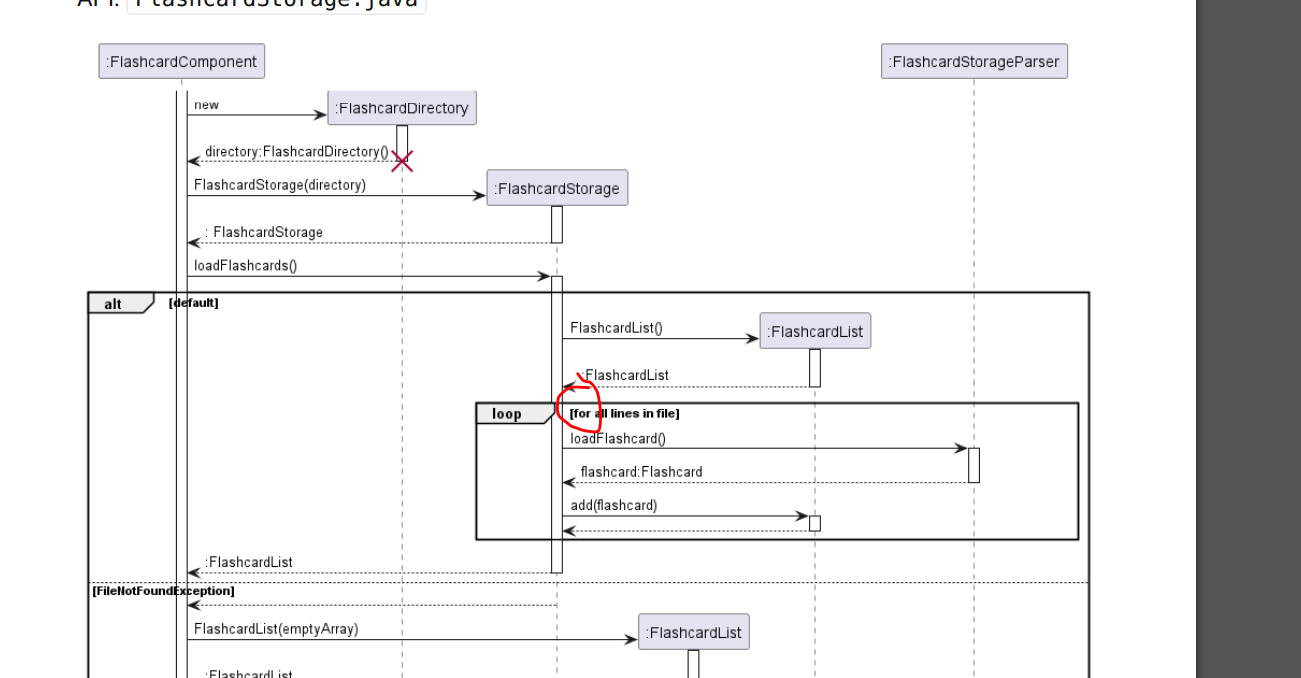 API: FlashcardStorage.java
:FlashcardComponent
:FlashcardStorageParser
new
:FlashcardDirectory
directory:FlashcardDirectory()
FlashcardStorage(directory)
:FlashcardStorage
: FlashcardStorage
loadFlashcards()
alt
[default]
FlashcardList()
:FlashcardList
:FlashcardList
loop
[for all lines in file]
loadFlashcard()
flashcard:Flashcard
add(flashcard)
:FlashcardList
[FileNotFoundException]
FlashcardList(emptyArray)
:FlashcardList
:FlashcardList